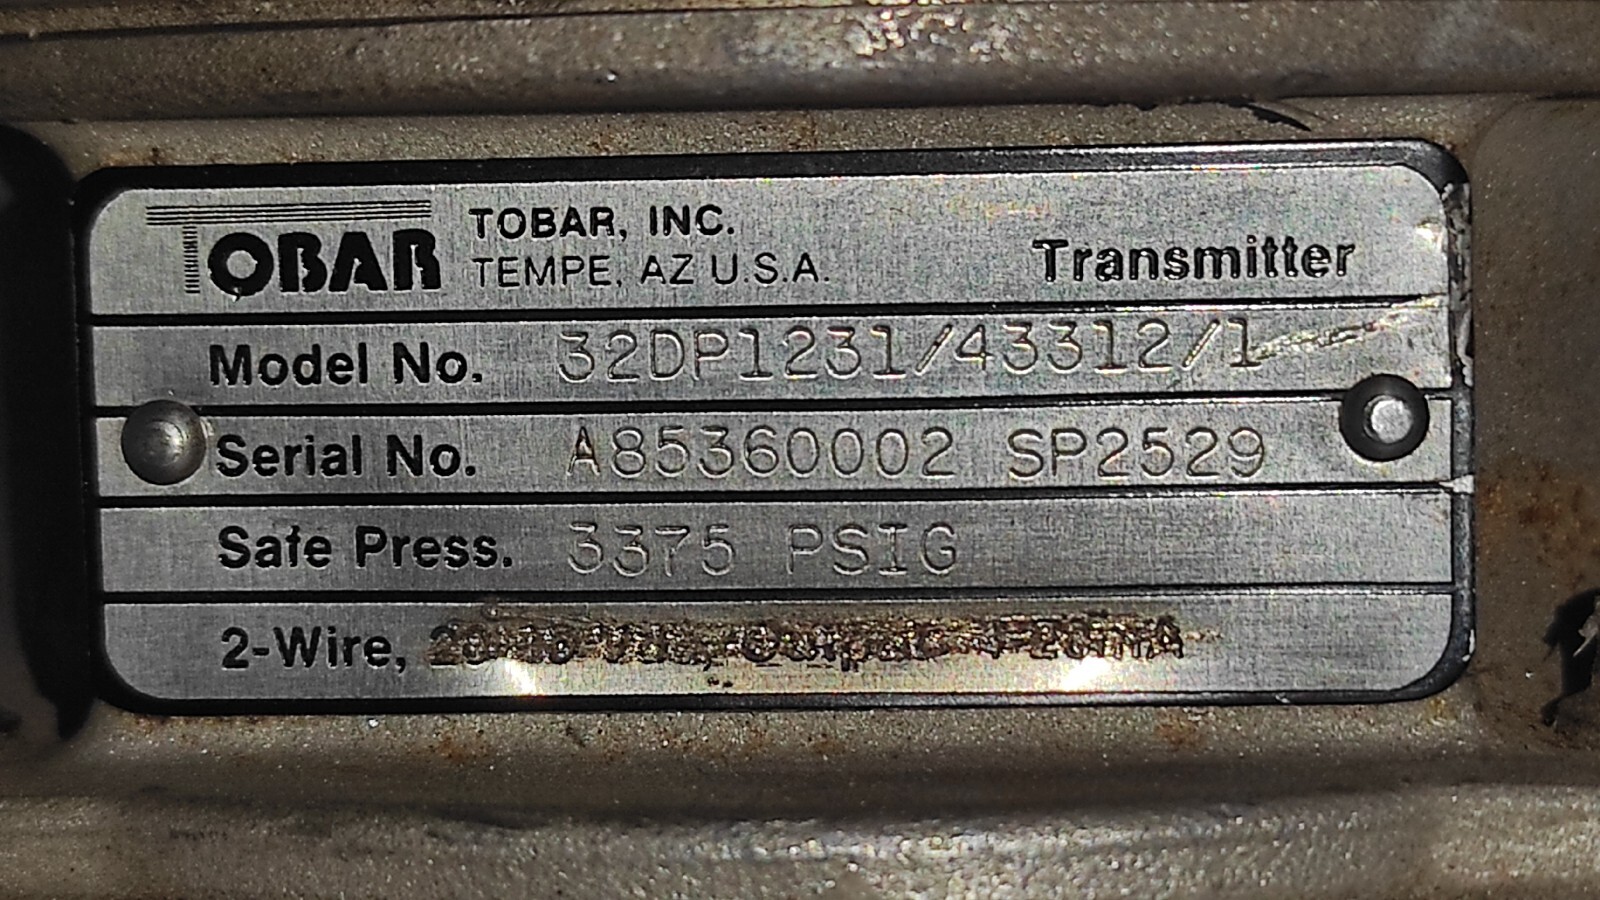 TOBAR
TOBAR, INC.
TEMPE, AZ U.S.A.
Transmitter
Model No. 32DP1231/43312/1
Serial No. A85360002 SP2529
Safe Press. 3375 PSIG
2-Wire,